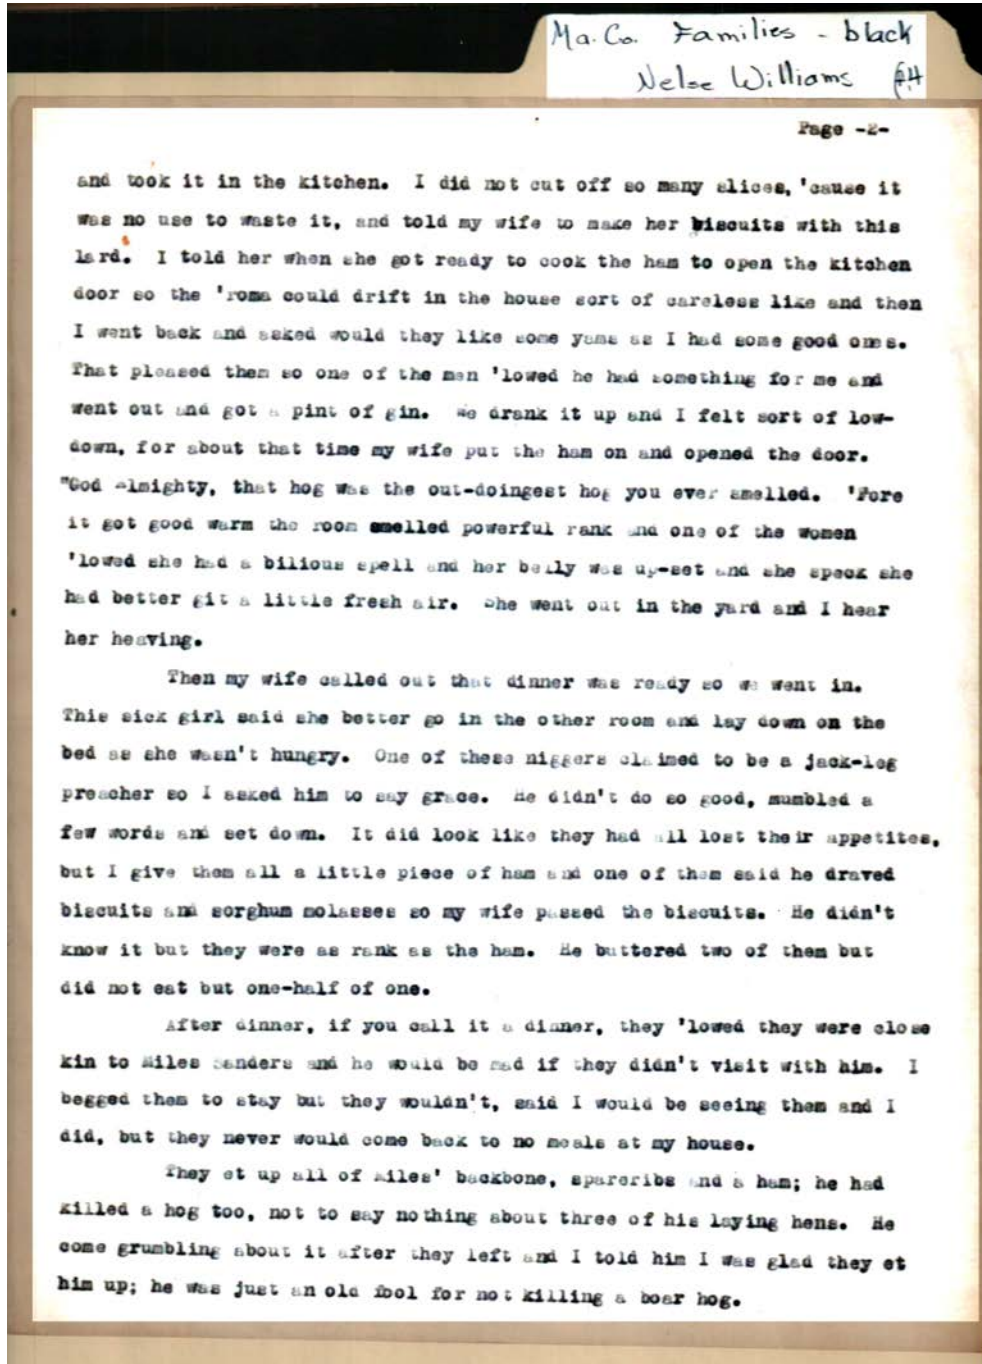 Ma. Co. Families - black
Nelse Williams p.4
Page -2-
and took it in the kitchen. I did not cut off so many slices, 'cause it
was no use to waste it, and told my wife to make her biscuits with this
lard. I told her when she got ready to cook the ham to open the kitchen
door so the 'roma could drift in the house sort of careless like and then
I went back and asked would they like some yams as I had some good ones.
That pleased them so one of the men 'lowed he had something for me and
went out and got a pint of gin. We drank it up and I felt sort of low-
down, for about that time my wife put the ham on and opened the door.
"God Almighty, that hog was the out-doingest hog you ever smelled. 'Fore
it got good warm the room smelled powerful rank and one of the women
'lowed she had a bilious spell and her belly was up-set and she speck she
had better git a little fresh air. She went out in the yard and I hear
her heaving.
Then my wife called out that dinner was ready so we went in.
This sick girl said she better go in the other room and lay down on the
bed as she wasn't hungry. One of these niggers claimed to be a jack-leg
preacher so I asked him to say grace. He didn't do so good, mumbled a
few words and set down. It did look like they had all lost their appetites,
but I give them all a little piece of ham and one of them said he draved
biscuits and sorghum molasses so my wife passed the biscuits. He didn't
know it but they were as rank as the ham. He buttered two of them but
did not eat but one-half of one.
After dinner, if you call it a dinner, they 'lowed they were close
kin to Miles Sanders and he would be mad if they didn't visit with him. I
begged them to stay but they wouldn't, said I would be seeing them and I
did, but they never would come back to no meals at my house.
They et up all of Miles' backbone, spareribs and a ham; he had
killed a hog too, not to say nothing about three of his laying hens. He
come grumbling about it after they left and I told him I was glad they et
him up; he was just an old fool for not killing a boar hog.